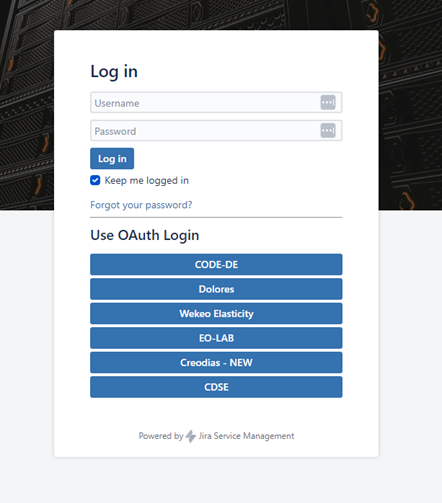 Log in
Username
Password
Log in
Keep me logged in
Forgot your password?
Use OAuth Login
CODE-DE
Dolores
Wekeo Elasticity
EO-LAB
Creodias - NEW
CDSE
Powered by Jira Service Management